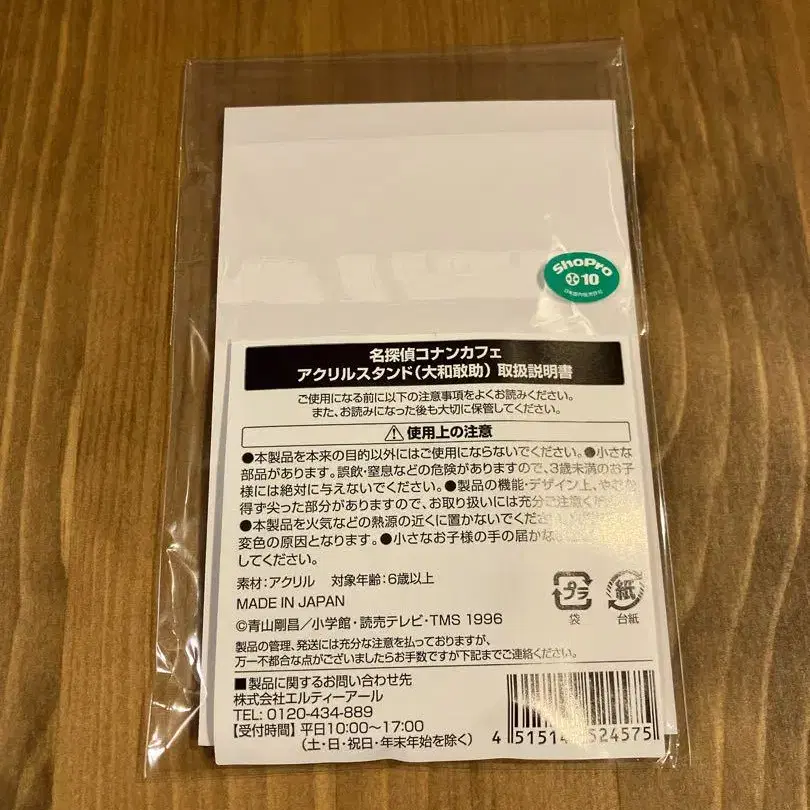 ShoPro
10
名探偵コナンカフェ
アクリルスタンド(大和敢助) 取扱説明書
ご使用になる前に以下の注意事項をよくお読みください。
また、お読みになった後も大切に保管してください。
使用上の注意
●本製品を本来の目的以外にはご使用にならないでください。●小さな
部品があります。誤飲・窒息などの危険がありますので、3歳未満のお子
様には絶対に与えないでください。●製品の機能・デザイン上、やむを
得ず尖った部分がありますので、お取り扱いには充分ご注意く
●本製品を火気などの熱源の近くに置かないでくださ
変色の原因となります。●小さなお子様の手の届かな
してください。
素材:アクリル 対象年齢:6歳以上
MADE IN JAPAN
©青山剛昌/小学館・読売テレビ・TMS 1996
プラ
袋
紙
台紙
製品の管理、発送には充分な注意を払っておりますが、
万一不都合な点がございましたらお手数ですが下記までご連絡ください。
■製品に関するお問い合わせ先
株式会社エルティーアール
TEL: 0120-434-889
【受付時間】平日10:00〜17:00
(土・日・祝日・年末年始を除く)
4 51514 524575